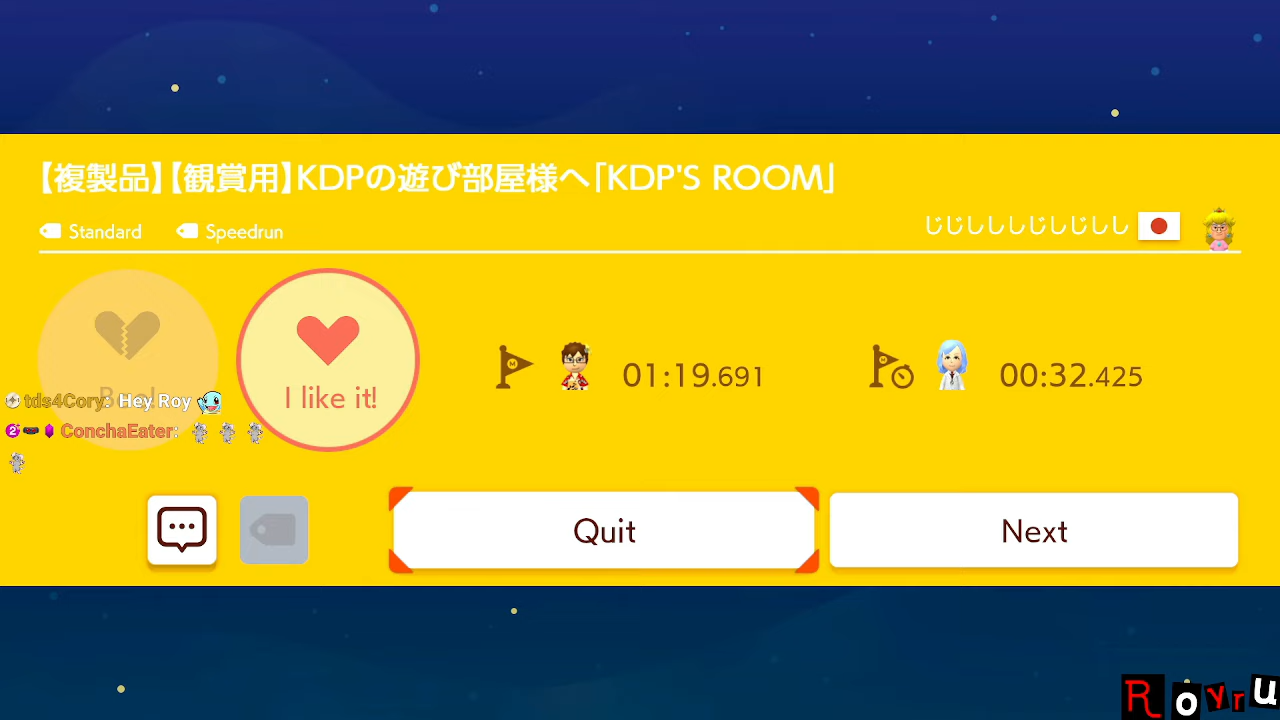 【複製品】【観賞用】KDPの遊び部屋様へ「KDP'S ROOM」
Standard Speedrun
じじしししじしじしし
I like it!
01:19.691
00:32.425
tds4Cory: Hey Roy
2 ConchaEater:
Quit
Next
Royru